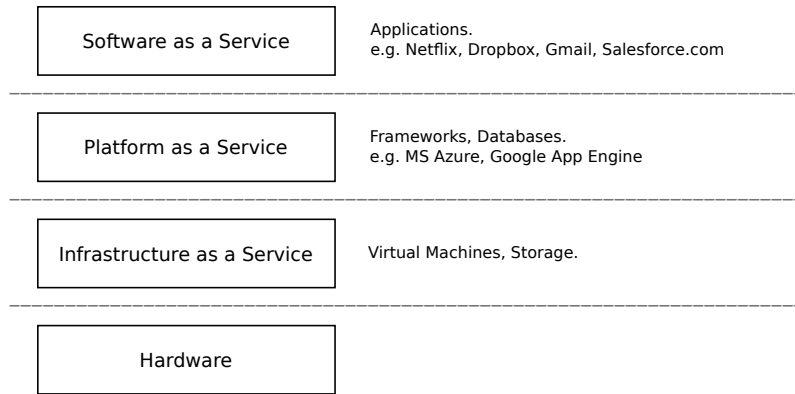 Software as a Service
Applications.
e.g. Netflix, Dropbox, Gmail, Salesforce.com
Platform as a Service
Frameworks, Databases.
e.g. MS Azure, Google App Engine
Infrastructure as a Service
Virtual Machines, Storage.
Hardware